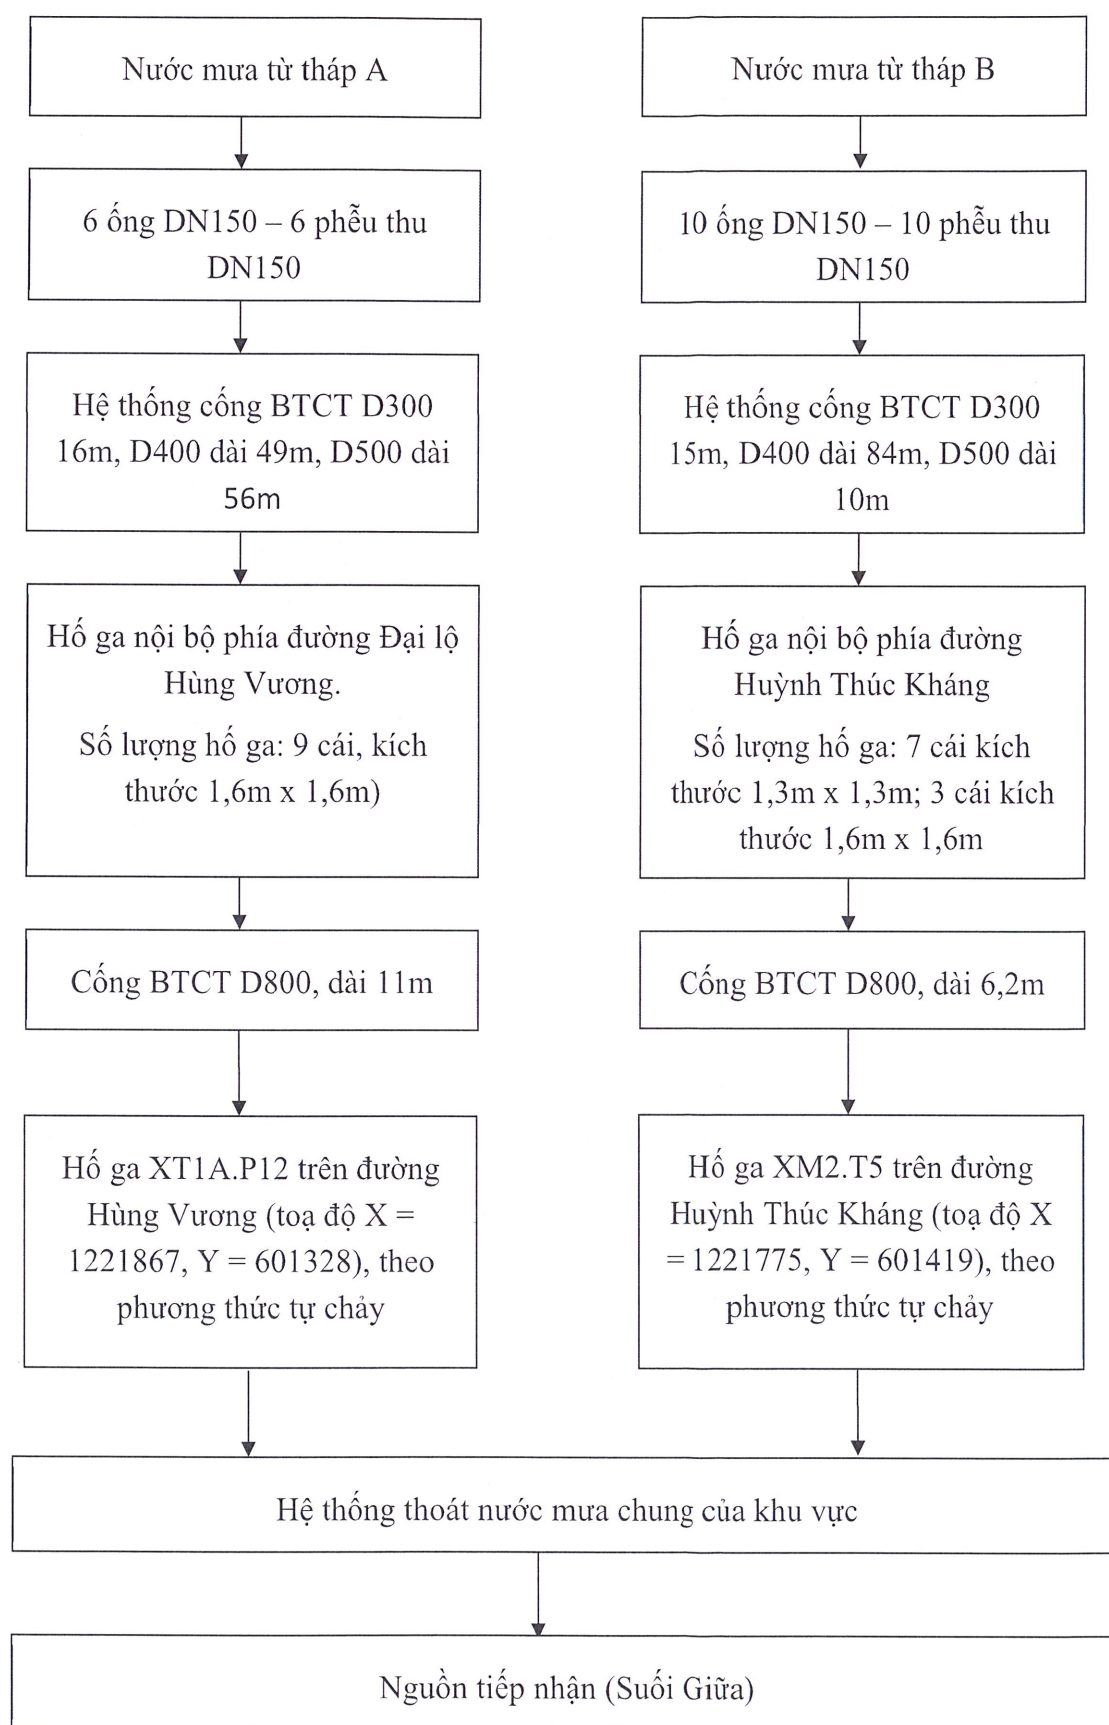 Nước mưa từ tháp A
6 ống DN150 – 6 phễu thu
DN150
Hệ thống cống BTCT D300
16m, D400 dài 49m, D500 dài
56m
Hố ga nội bộ phía đường Đại lộ
Hùng Vương.
Số lượng hố ga: 9 cái, kích
thước 1,6m x 1,6m)
Cống BTCT D800, dài 11m
Hố ga XT1A.P12 trên đường
Hùng Vương (toạ độ X =
1221867, Y = 601328), theo
phương thức tự chảy
Nước mưa từ tháp B
10 ống DN150 – 10 phễu thu
DN150
Hệ thống cống BTCT D300
15m, D400 dài 84m, D500 dài
10m
Hố ga nội bộ phía đường
Huỳnh Thúc Kháng
Số lượng hố ga: 7 cái kích
thước 1,3m x 1,3m; 3 cái kích
thước 1,6m x 1,6m
Cống BTCT D800, dài 6,2m
Hố ga XM2.T5 trên đường
Huỳnh Thúc Kháng (toạ độ X
= 1221775, Y = 601419), theo
phương thức tự chảy
Hệ thống thoát nước mưa chung của khu vực
Nguồn tiếp nhận (Suối Giữa)